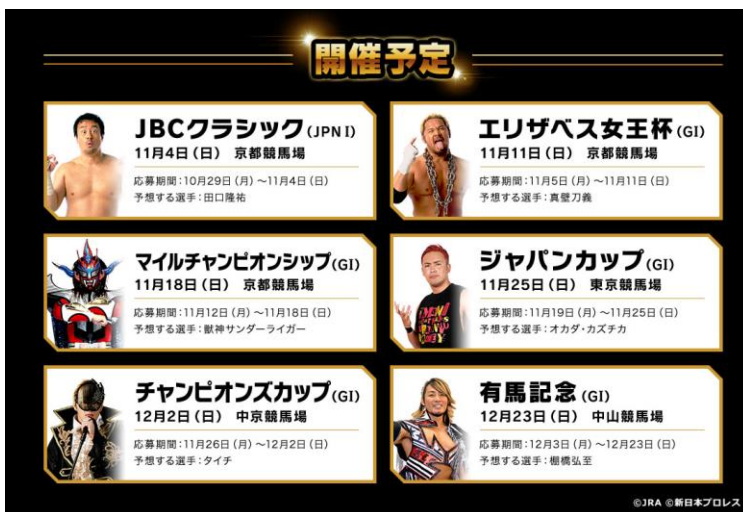 開催予定
JBCクラシック(JPNⅠ)
11月4日(日) 京都競馬場
応募期間:10月29日(月)~11月4日(日)
予想する選手:田口隆祐
エリザベス女王杯(GI)
11月11日(日) 京都競馬場
応募期間:11月5日(月)~11月11日(日)
予想する選手:真壁刀義
マイルチャンピオンシップ(GI)
11月18日(日) 京都競馬場
応募期間:11月12日(月)~11月18日(日)
予想する選手:獣神サンダーライガー
ジャパンカップ(GI)
11月25日(日) 東京競馬場
応募期間:11月19日(月)~11月25日(日)
予想する選手:オカダ・カズチカ
チャンピオンズカップ(GI)
12月2日(日) 中京競馬場
応募期間:11月26日(月)~12月2日(日)
予想する選手:タイチ
有馬記念(GI)
12月23日(日) 中山競馬場
応募期間:12月3日(月)~12月23日(日)
予想する選手:棚橋弘至
©JRA ©新日本プロレス